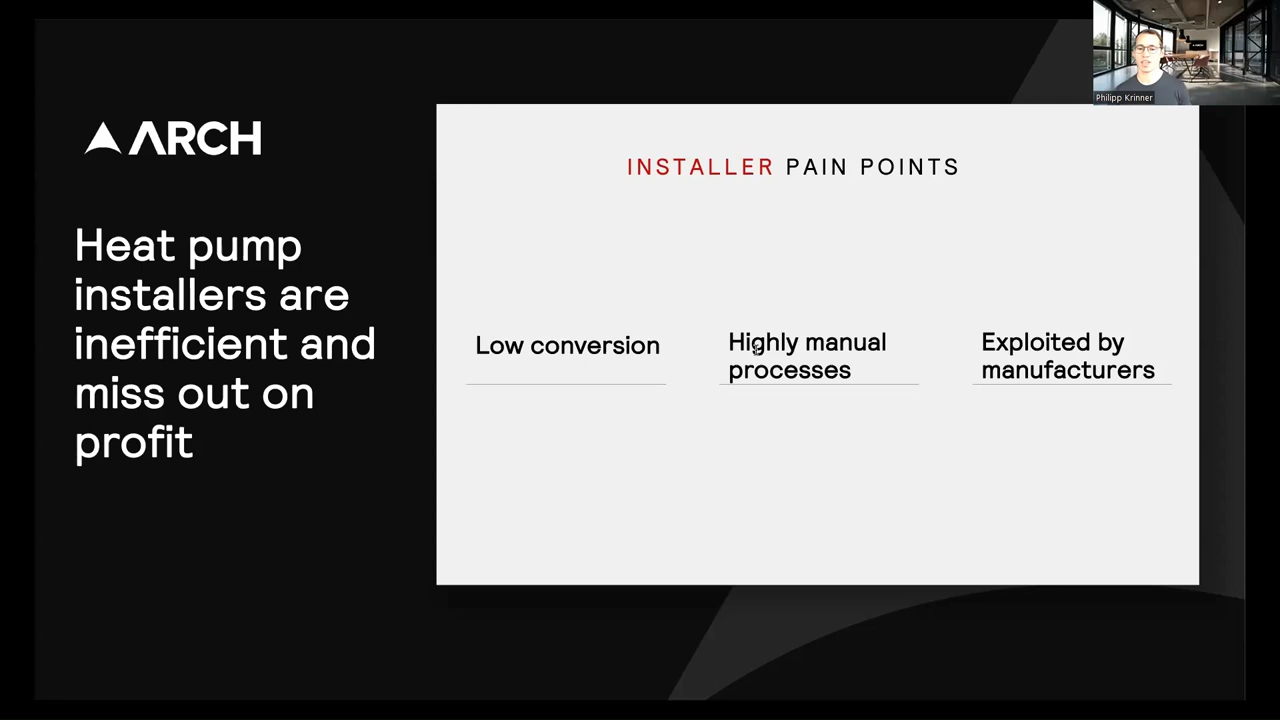 ARCH
Heat pump
installers are
inefficient and
miss out on
profit
INSTALLER PAIN POINTS
Low conversion
Highly manual
processes
Exploited by
manufacturers
Philipp Krinner